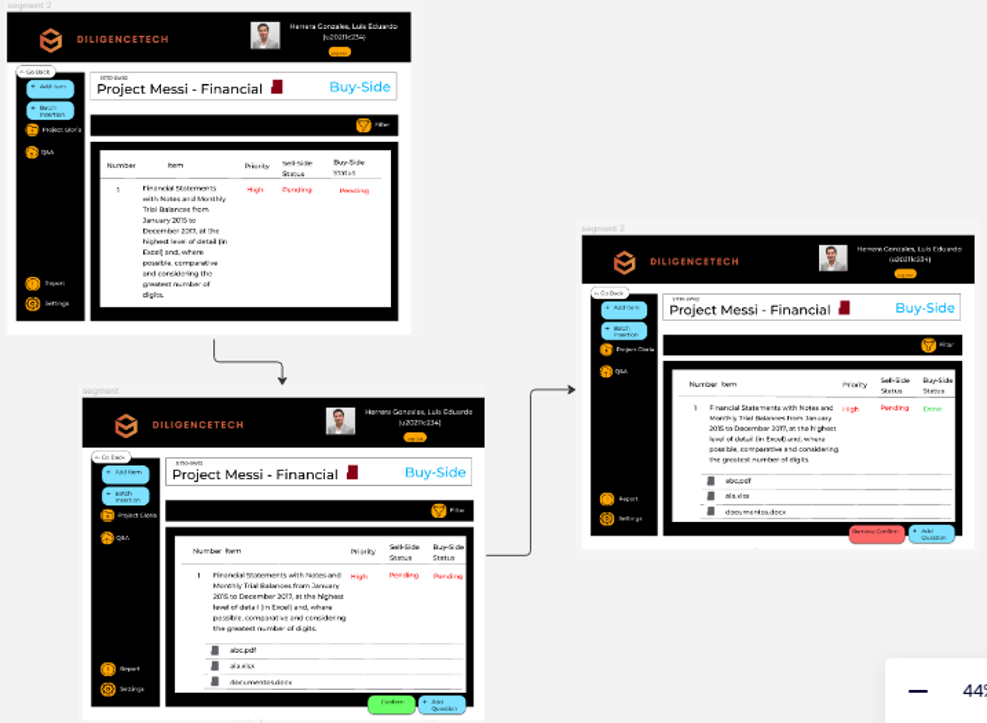 segment 2
DILIGENCETECH
Herrera Gonzales, Luis Eduardo
(u20211c234)
Log Out
← Go Back
+ Add Item
+ Batch
Insertion
Project Gloria
Q&A
Report
Settings
Project Messi - Financial
Buy-Side
Filter
Number Item Priority Sell-Side Status Buy-Side Status
1 Financial Statements High Pending Pending
with Notes and Monthly
Trial Balances from
January 2015 to
December 2017, at the
highest level of detail (in
Excel) and, where
possible, comparative
and considering the
greatest number of
digits.
segment
DILIGENCETECH
Herrera Gonzales, Luis Eduardo
(u20211c234)
Log Out
← Go Back
+ Add Item
+ Batch
Insertion
Project Gloria
Q&A
Report
Settings
Project Messi - Financial
Buy-Side
Filter
Number Item Priority Sell-Side Status Buy-Side Status
1 Financial Statements with Notes and High Pending Pending
Monthly Trial Balances from January
2015 to December 2017, at the highest
level of detail (in Excel) and, where
possible, comparative and considering
the greatest number of digits.
abc.pdf
ala.xlsx
documentos.docx
Confirm
+ Add
Question
segment 2
DILIGENCETECH
Herrera Gonzales, Luis Eduardo
(u20211c234)
Log Out
← Go Back
+ Add Item
+ Batch
Insertion
Project Gloria
Q&A
Report
Settings
Project Messi - Financial
Buy-Side
Filter
Number Item Priority Sell-Side Status Buy-Side Status
1 Financial Statements with Notes and High Pending Done
Monthly Trial Balances from January
2015 to December 2017, at the highest
level of detail (in Excel) and, where
possible, comparative and considering
the greatest number of digits.
abc.pdf
ala.xlsx
documentos.docx
Remove Confirm
+ Add
Question
44%